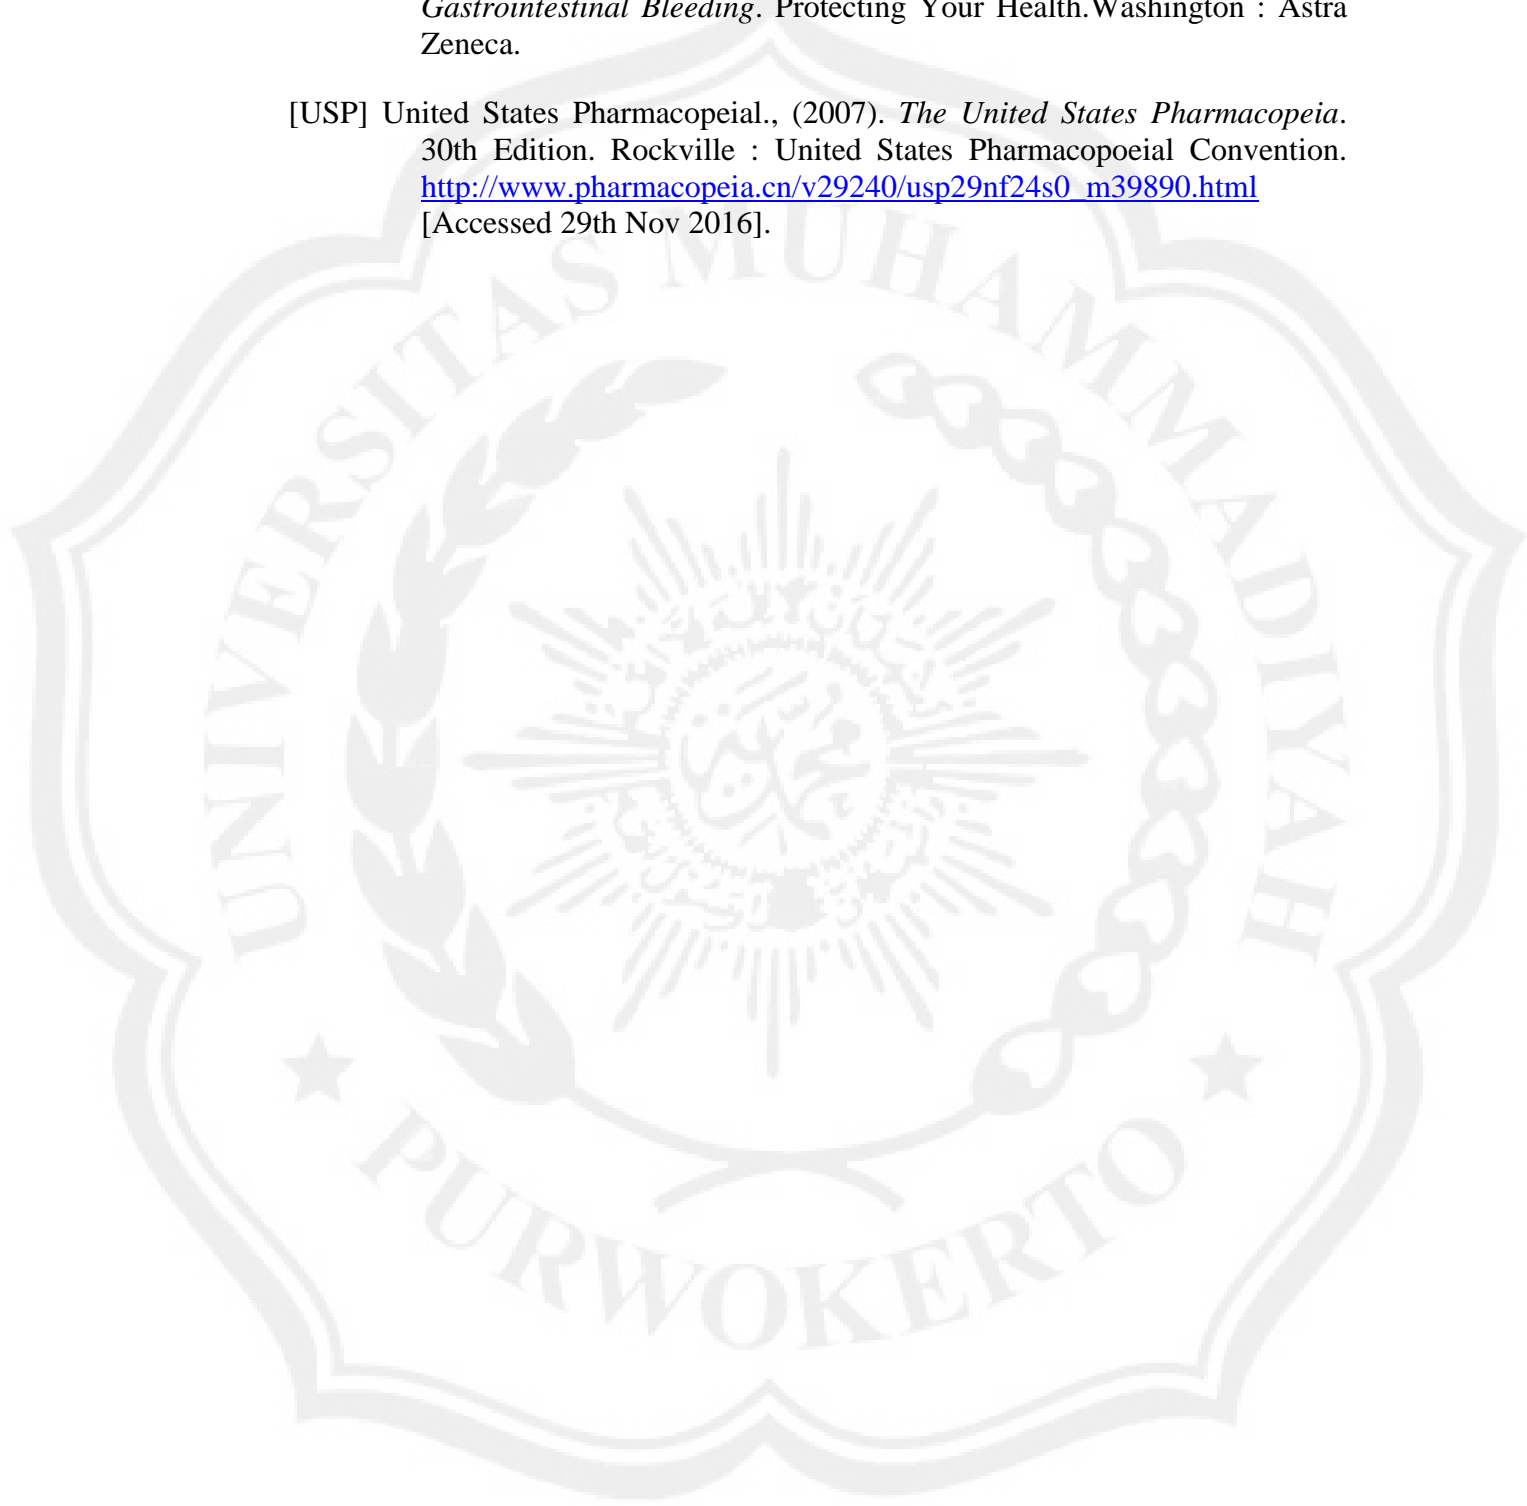 Gastrointestinal Bleeding. Protecting Your Health.Washington : Astra
Zeneca.
[USP] United States Pharmacopeial., (2007). The United States Pharmacopeia.
30th Edition. Rockville : United States Pharmacopoeial Convention.
http://www.pharmacopeia.cn/v29240/usp29nf24s0_m39890.html
[Accessed 29th Nov 2016].
UNIVERSITAS MUHAMMADIYAH
PURWOKERTO